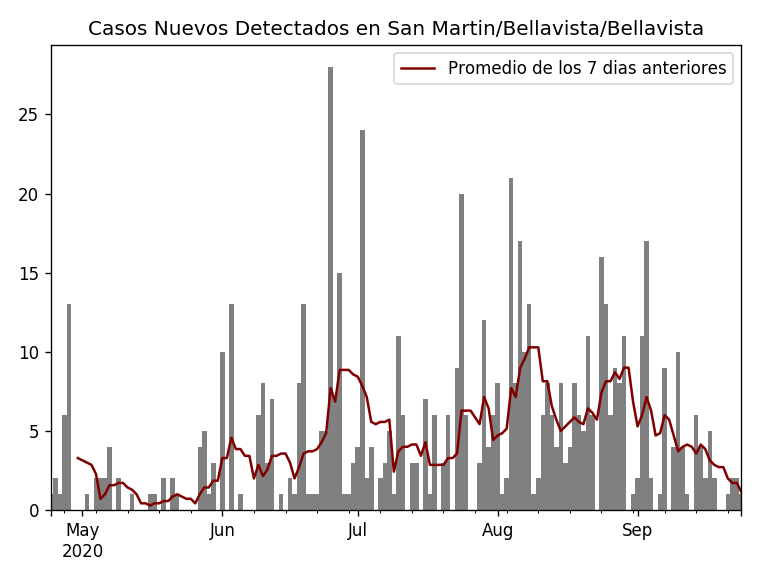 Casos Nuevos Detectados en San Martin/Bellavista/Bellavista
Promedio de los 7 dias anteriores
25
20
15
10
5
0
May Jun Jul Aug Sep
2020